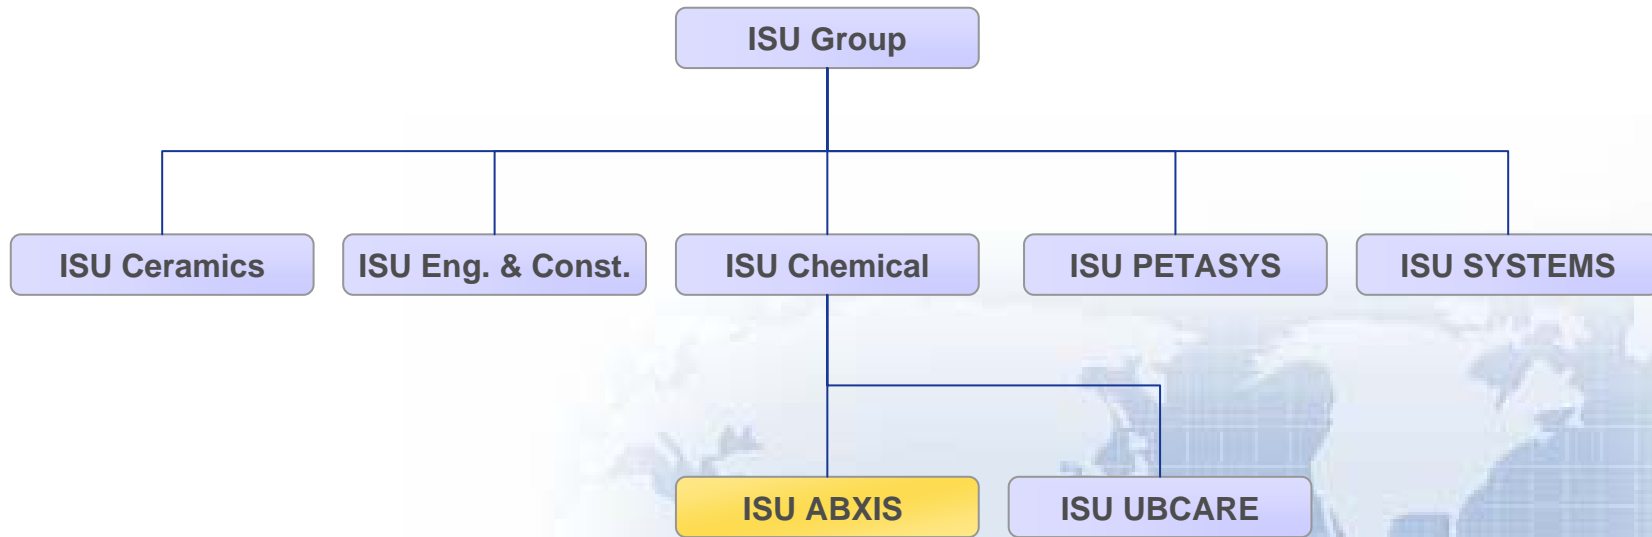 ISU Group
ISU Ceramics
ISU Eng. & Const.
ISU Chemical
ISU PETASYS
ISU SYSTEMS
ISU ABXIS
ISU UBCARE